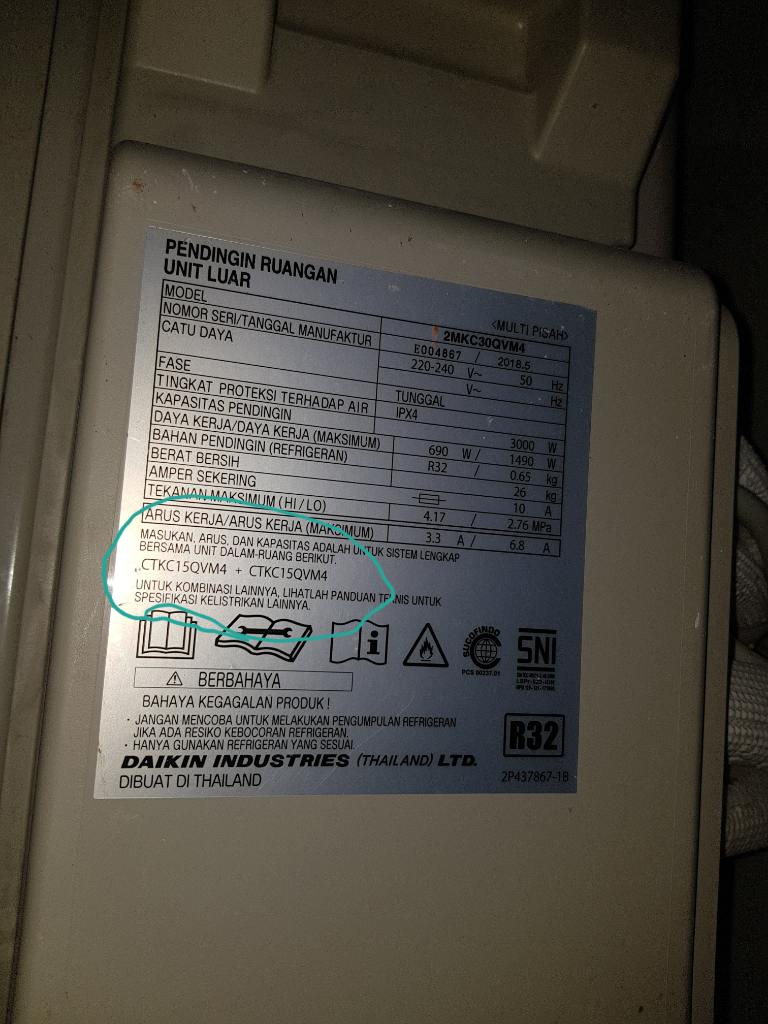 PENDINGIN RUANGAN
UNIT LUAR
<MULTI PISAH>
MODEL 2MKC30QVM4
NOMOR SERI/TANGGAL MANUFAKTUR E004867 / 2018.5
CATU DAYA 220-240 V~ 50 Hz
V~ Hz
FASE TUNGGAL
TINGKAT PROTEKSI TERHADAP AIR IPX4
KAPASITAS PENDINGIN 3000 W
DAYA KERJA/DAYA KERJA (MAKSIMUM) 690 W / 1490 W
BAHAN PENDINGIN (REFRIGERAN) R32 / 0.65 kg
BERAT BERSIH 26 kg
AMPER SEKERING 10 A
TEKANAN MAKSIMUM (HI/LO) 4.17 / 2.76 MPa
ARUS KERJA/ARUS KERJA (MAKSIMUM) 3.3 A / 6.8 A
MASUKAN, ARUS, DAN KAPASITAS ADALAH UNTUK SISTEM LENGKAP
BERSAMA UNIT DALAM-RUANG BERIKUT.
CTKC15QVM4 + CTKC15QVM4
UNTUK KOMBINASI LAINNYA, LIHATLAH PANDUAN TEKNIS UNTUK
SPESIFIKASI KELISTRIKAN LAINNYA.
SUCOFINDO
PCS 00237.01
SNI
BERBAHAYA
BAHAYA KEGAGALAN PRODUK !
· JANGAN MENCOBA UNTUK MELAKUKAN PENGUMPULAN REFRIGERAN
JIKA ADA RESIKO KEBOCORAN REFRIGERAN.
· HANYA GUNAKAN REFRIGERAN YANG SESUAI.
R32
DAIKIN INDUSTRIES (THAILAND) LTD.
DIBUAT DI THAILAND
2P437867-1B